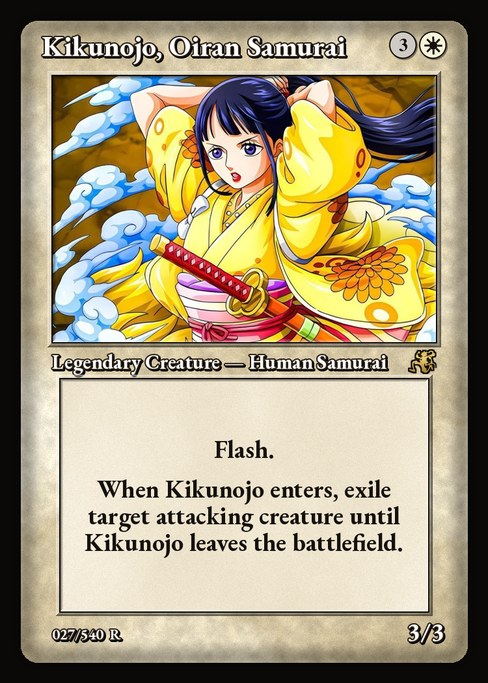 Kikunojo, Oiran Samurai 3
Legendary Creature — Human Samurai
Flash.
When Kikunojo enters, exile
target attacking creature until
Kikunojo leaves the battlefield.
027/540 R 3/3